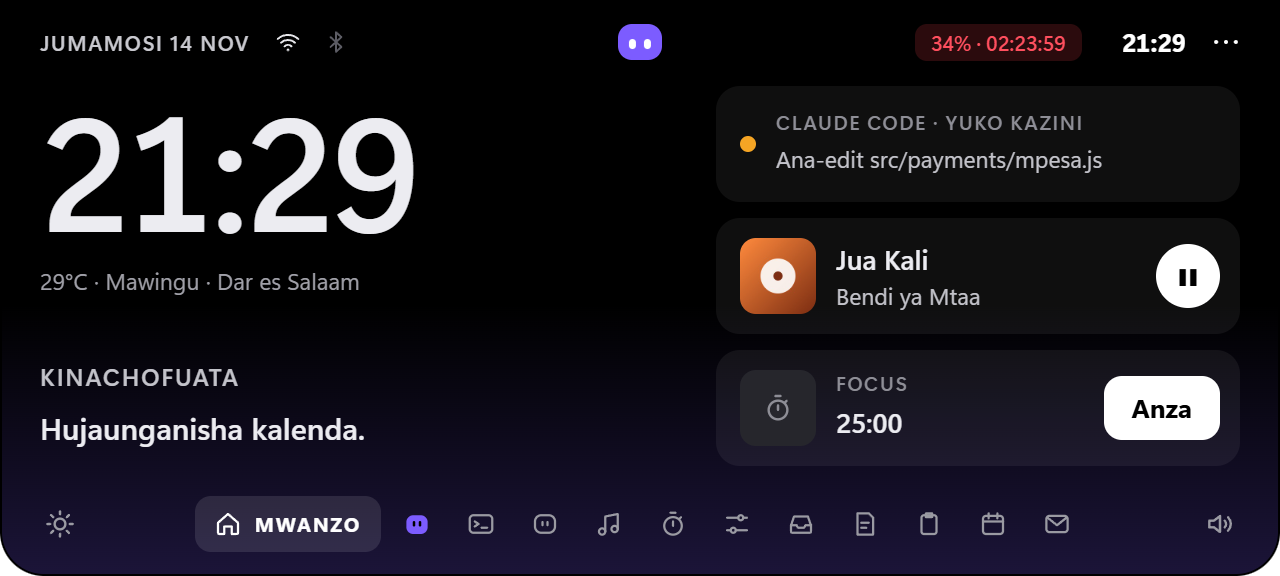 JUMAMOSI 14 NOV
34% · 02:23:59
21:29
21:29
29°C · Mawingu · Dar es Salaam
KINACHOFUATA
Hujaunganisha kalenda.
CLAUDE CODE · YUKO KAZINI
Ana-edit src/payments/mpesa.js
Jua Kali
Bendi ya Mtaa
FOCUS
25:00
Anza
MWANZO